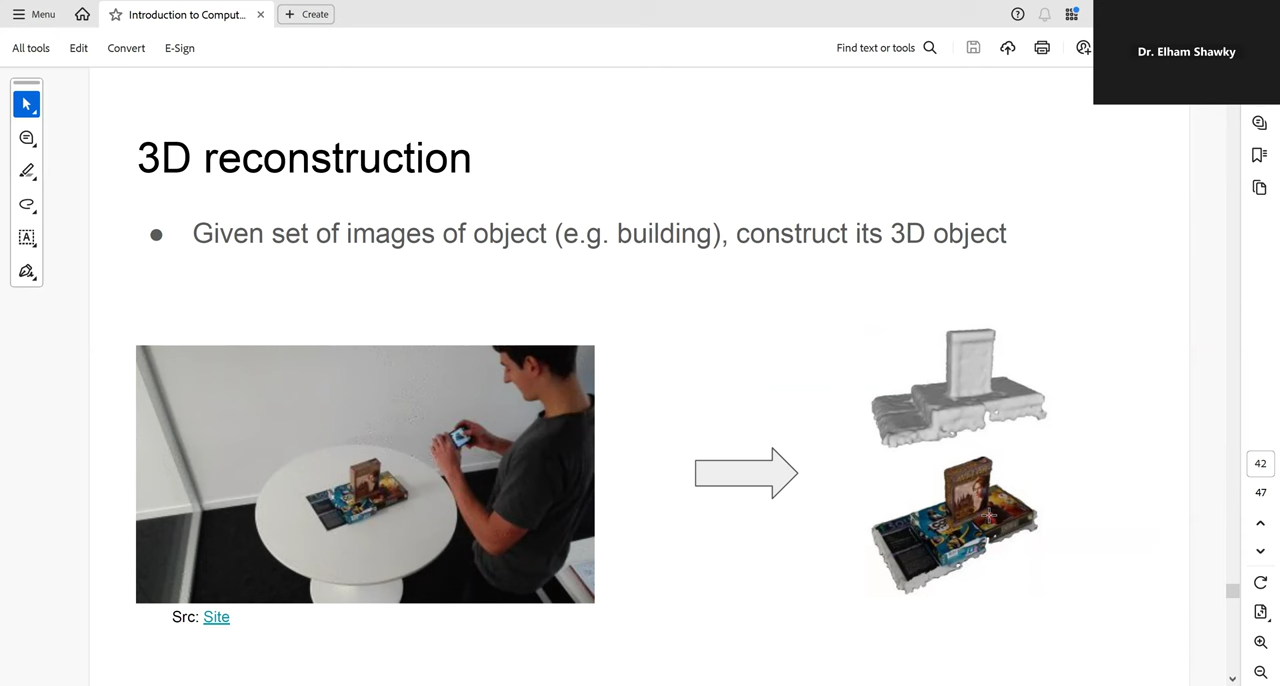 Menu
Introduction to Comput...
Create
All tools
Edit
Convert
E-Sign
Find text or tools
Dr. Elham Shawky
3D reconstruction
● Given set of images of object (e.g. building), construct its 3D object
Src: Site
42
47